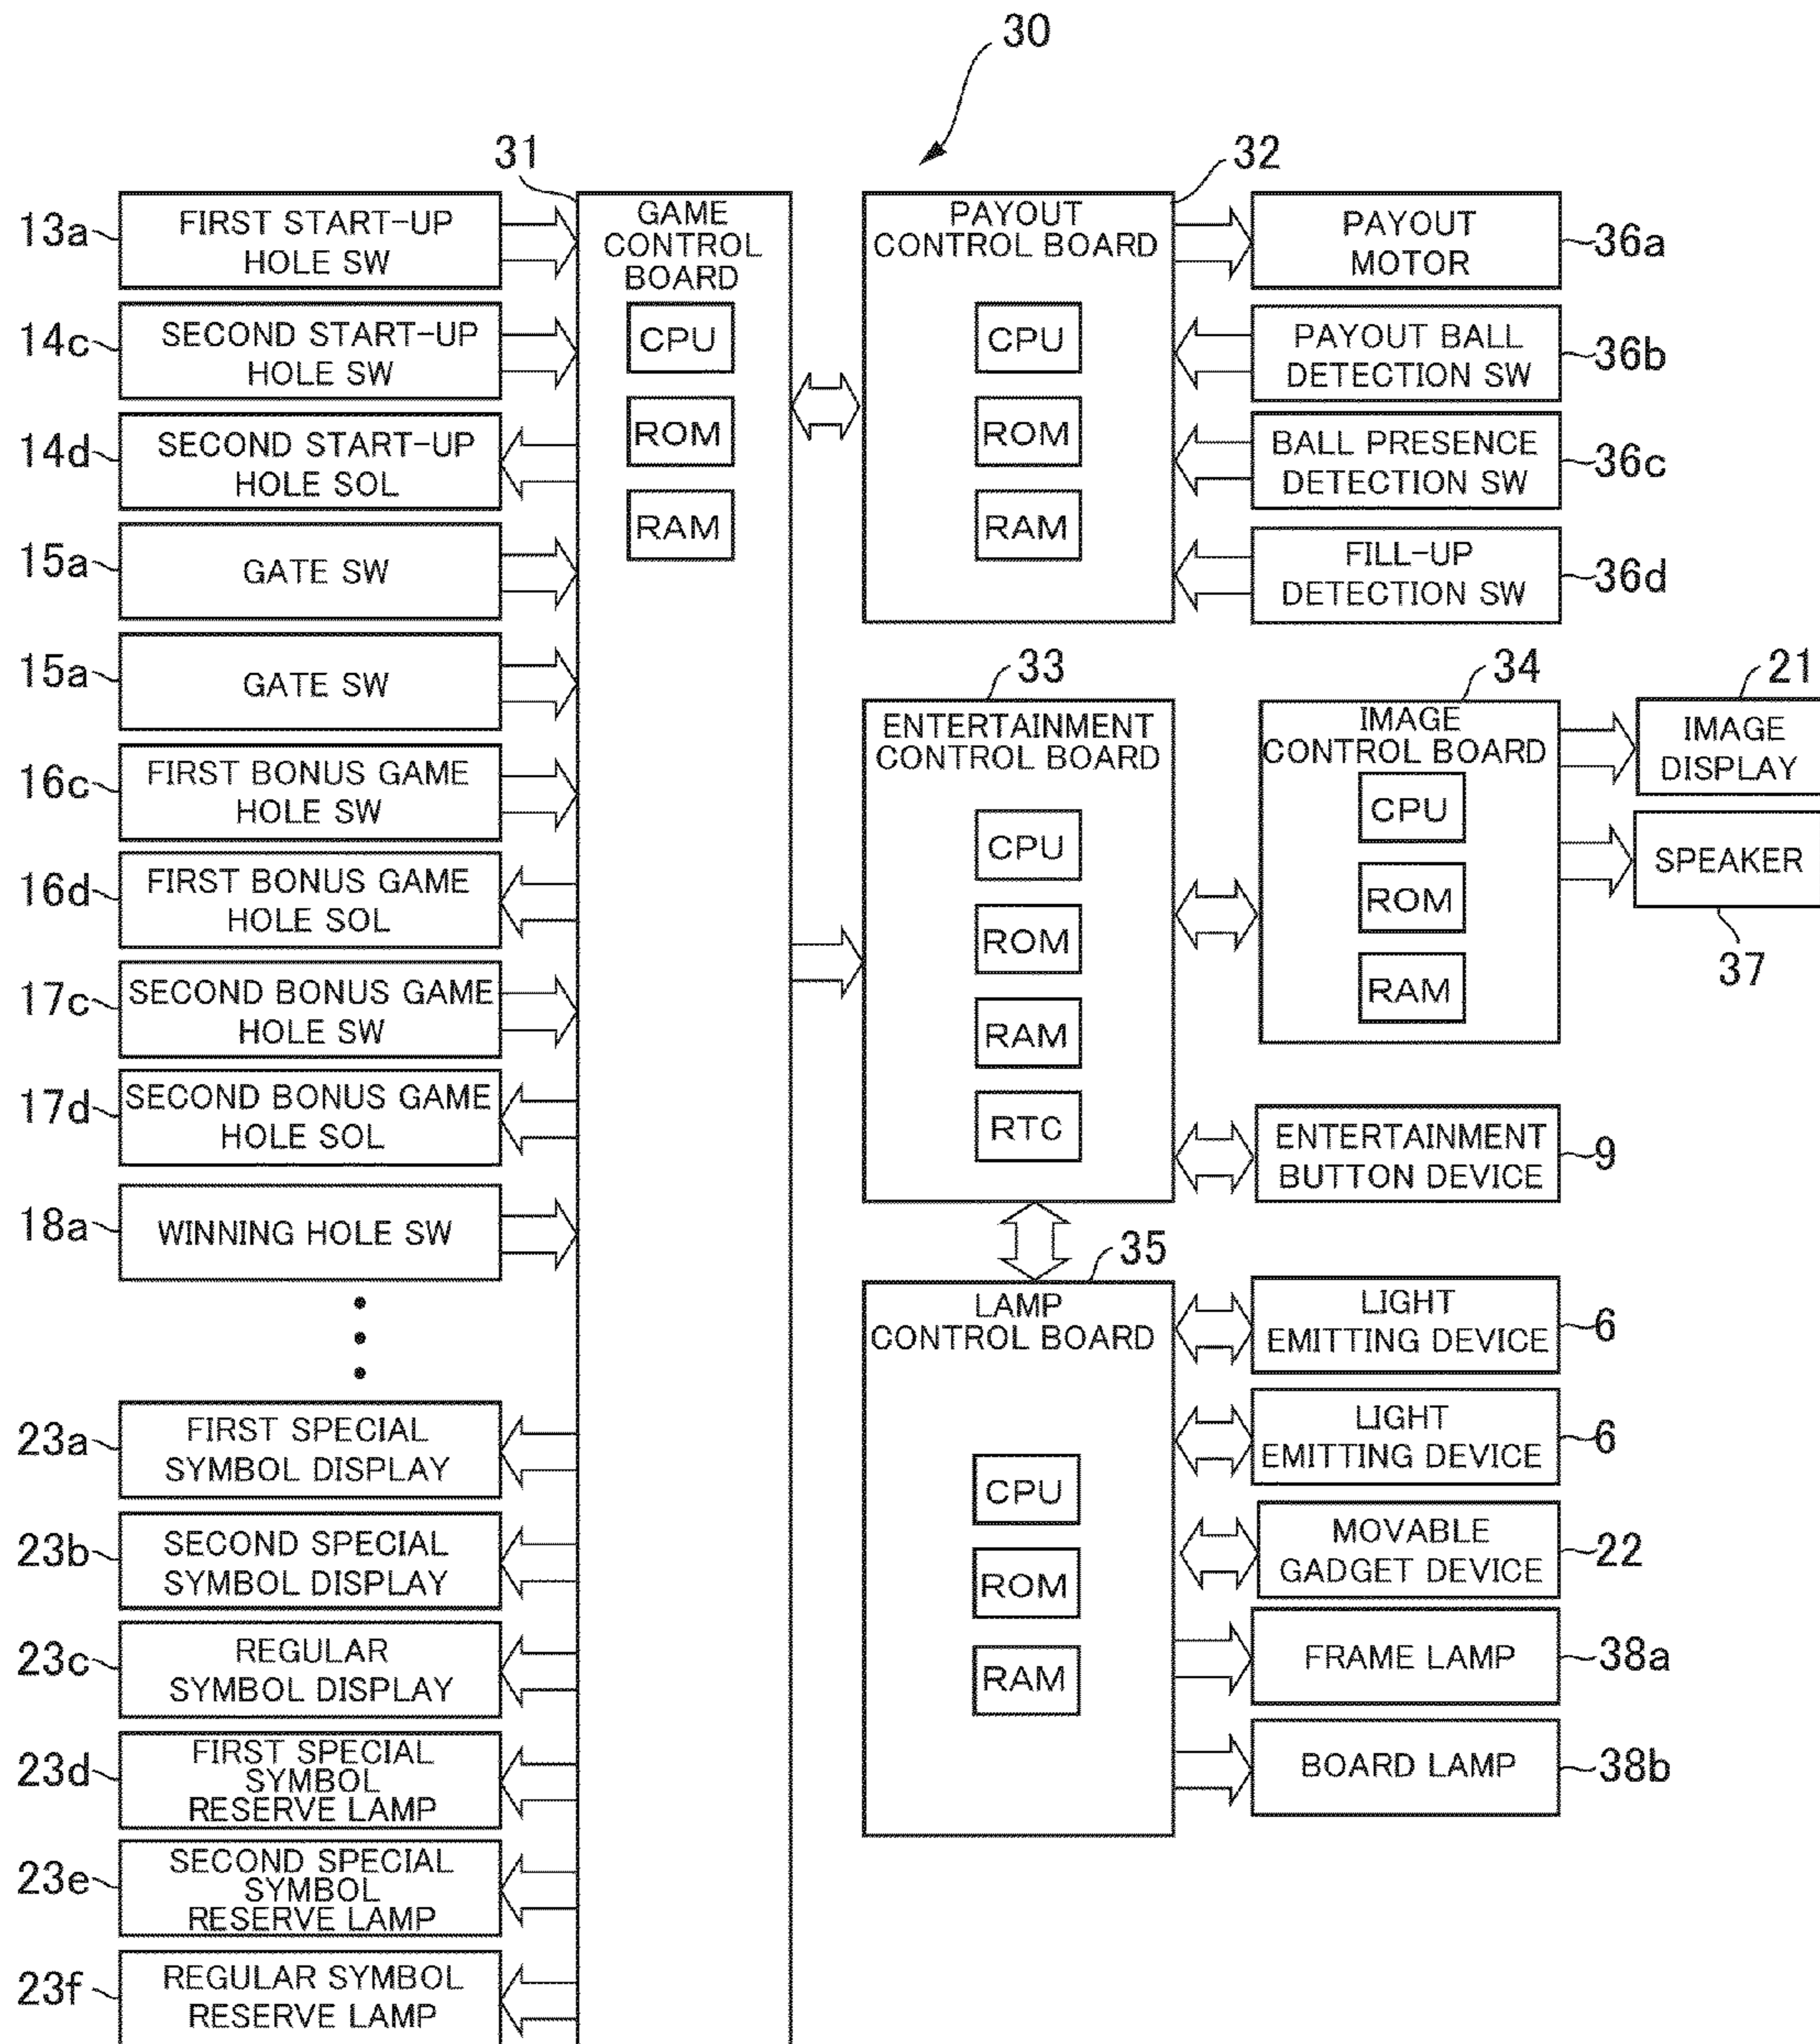 30
31
13a
FIRST START-UP
HOLE SW
14c
SECOND START-UP
HOLE SW
14d
SECOND START-UP
HOLE SOL
15a
GATE SW
15a
GATE SW
16c
FIRST BONUS GAME
HOLE SW
16d
FIRST BONUS GAME
HOLE SOL
17c
SECOND BONUS GAME
HOLE SW
17d
SECOND BONUS GAME
HOLE SOL
18a
WINNING HOLE SW
23a
FIRST SPECIAL
SYMBOL DISPLAY
23b
SECOND SPECIAL
SYMBOL DISPLAY
23c
REGULAR
SYMBOL DISPLAY
23d
FIRST SPECIAL
SYMBOL
RESERVE LAMP
23e
SECOND SPECIAL
SYMBOL
RESERVE LAMP
23f
REGULAR SYMBOL
RESERVE LAMP
GAME
CONTROL
BOARD
CPU
ROM
RAM
32
PAYOUT
CONTROL BOARD
CPU
ROM
RAM
PAYOUT
MOTOR
36a
PAYOUT BALL
DETECTION SW
36b
BALL PRESENCE
DETECTION SW
36c
FILL-UP
DETECTION SW
36d
33
ENTERTAINMENT
CONTROL BOARD
CPU
ROM
RAM
RTC
34
IMAGE
CONTROL BOARD
CPU
ROM
RAM
21
IMAGE
DISPLAY
SPEAKER
37
ENTERTAINMENT
BUTTON DEVICE
9
35
LAMP
CONTROL BOARD
CPU
ROM
RAM
LIGHT
EMITTING DEVICE
6
LIGHT
EMITTING DEVICE
6
MOVABLE
GADGET DEVICE
22
FRAME LAMP
38a
BOARD LAMP
38b